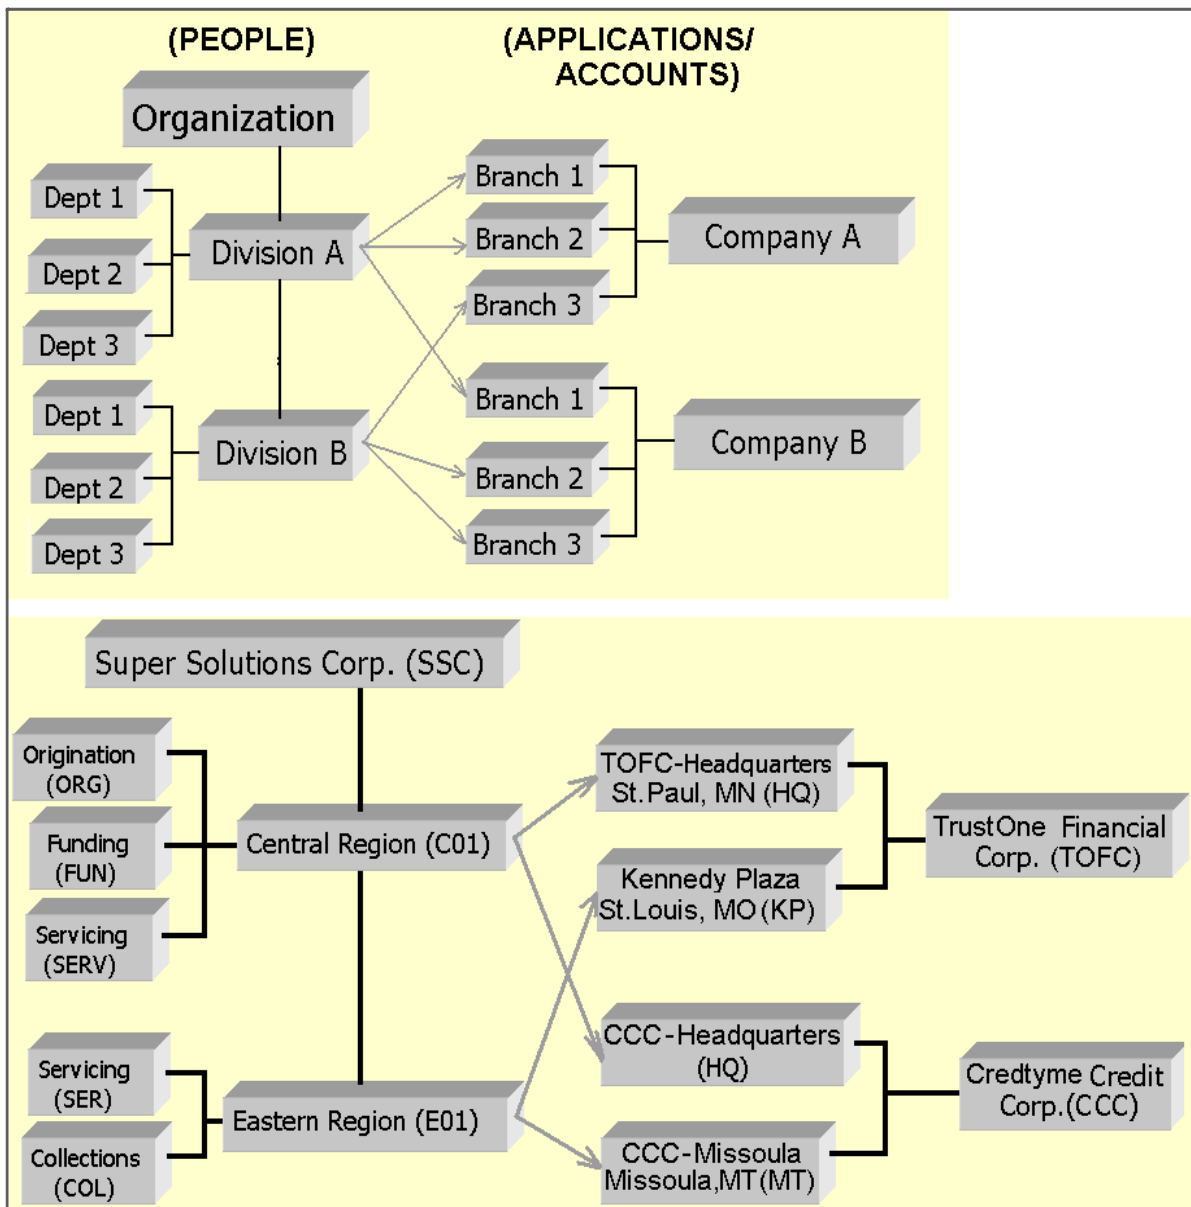 (PEOPLE)
(APPLICATIONS/
ACCOUNTS)
Organization
Dept 1
Dept 2
Dept 3
Division A
Dept 1
Dept 2
Dept 3
Division B
Branch 1
Branch 2
Branch 3
Company A
Branch 1
Branch 2
Branch 3
Company B
Super Solutions Corp. (SSC)
Origination
(ORG)
Funding
(FUN)
Servicing
(SERV)
Central Region (C01)
Servicing
(SER)
Collections
(COL)
Eastern Region (E01)
TOFC-Headquarters
St.Paul, MN (HQ)
Kennedy Plaza
St.Louis, MO (KP)
TrustOne Financial
Corp. (TOFC)
CCC-Headquarters
(HQ)
CCC-Missoula
Missoula,MT(MT)
Credtyme Credit
Corp.(CCC)